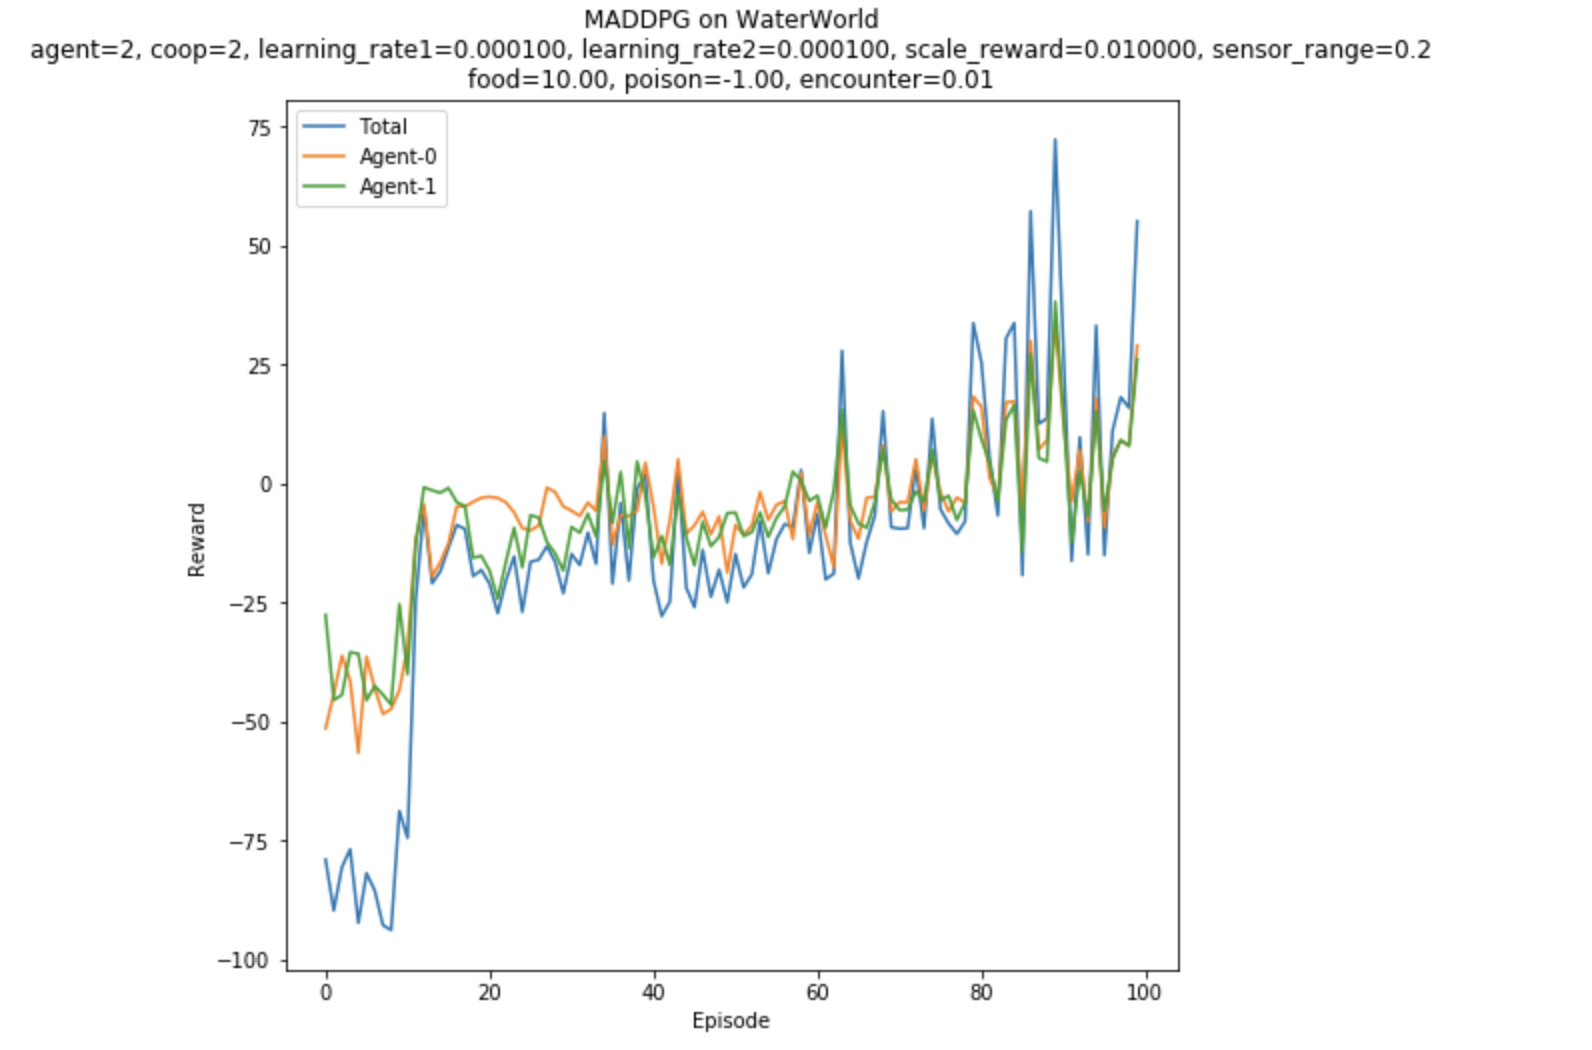 MADDPG on WaterWorld
agent=2, coop=2, learning_rate1=0.000100, learning_rate2=0.000100, scale_reward=0.010000, sensor_range=0.2
food=10.00, poison=-1.00, encounter=0.01
Total
Agent-0
Agent-1
75
50
25
0
−25
−50
−75
−100
Reward
0
20
40
60
80
100
Episode